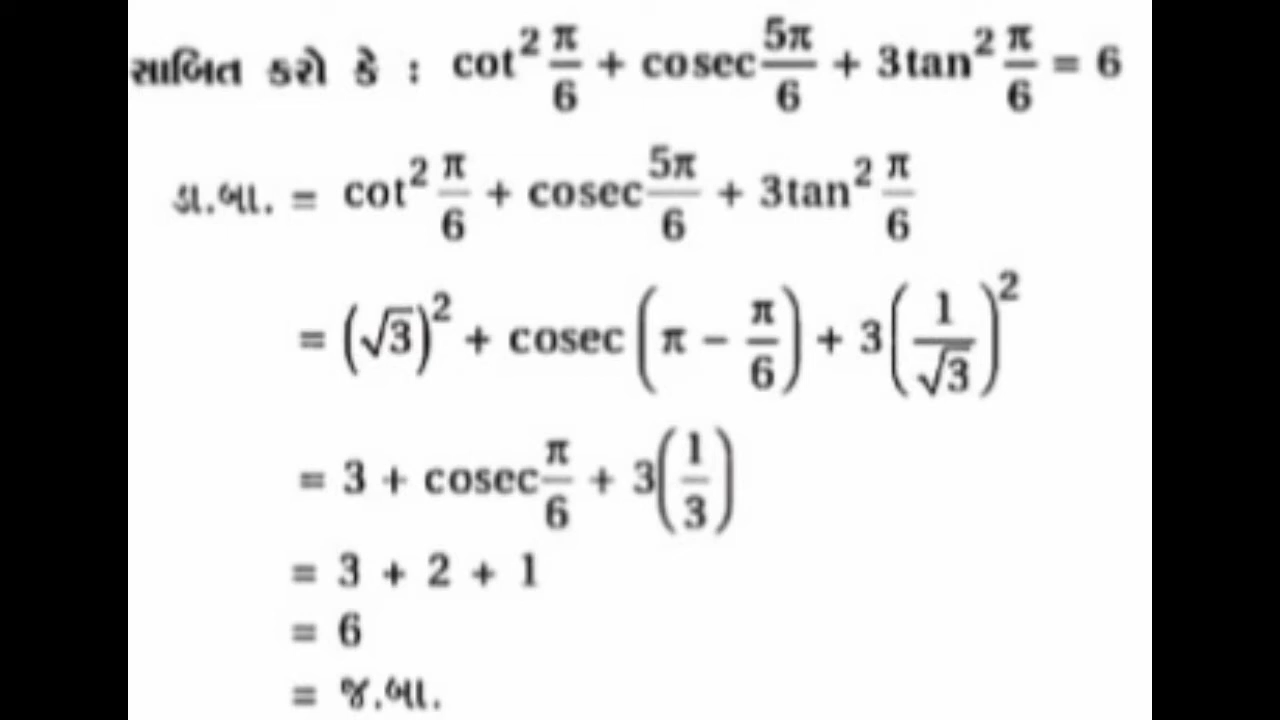 સાબિત કરો કે : cot² π/6 + cosec 5π/6 + 3tan² π/6 = 6
ડા.બા. = cot² π/6 + cosec 5π/6 + 3tan² π/6
= (√3)² + cosec (π − π/6) + 3(1/√3)²
= 3 + cosec π/6 + 3(1/3)
= 3 + 2 + 1
= 6
= જ.બા.